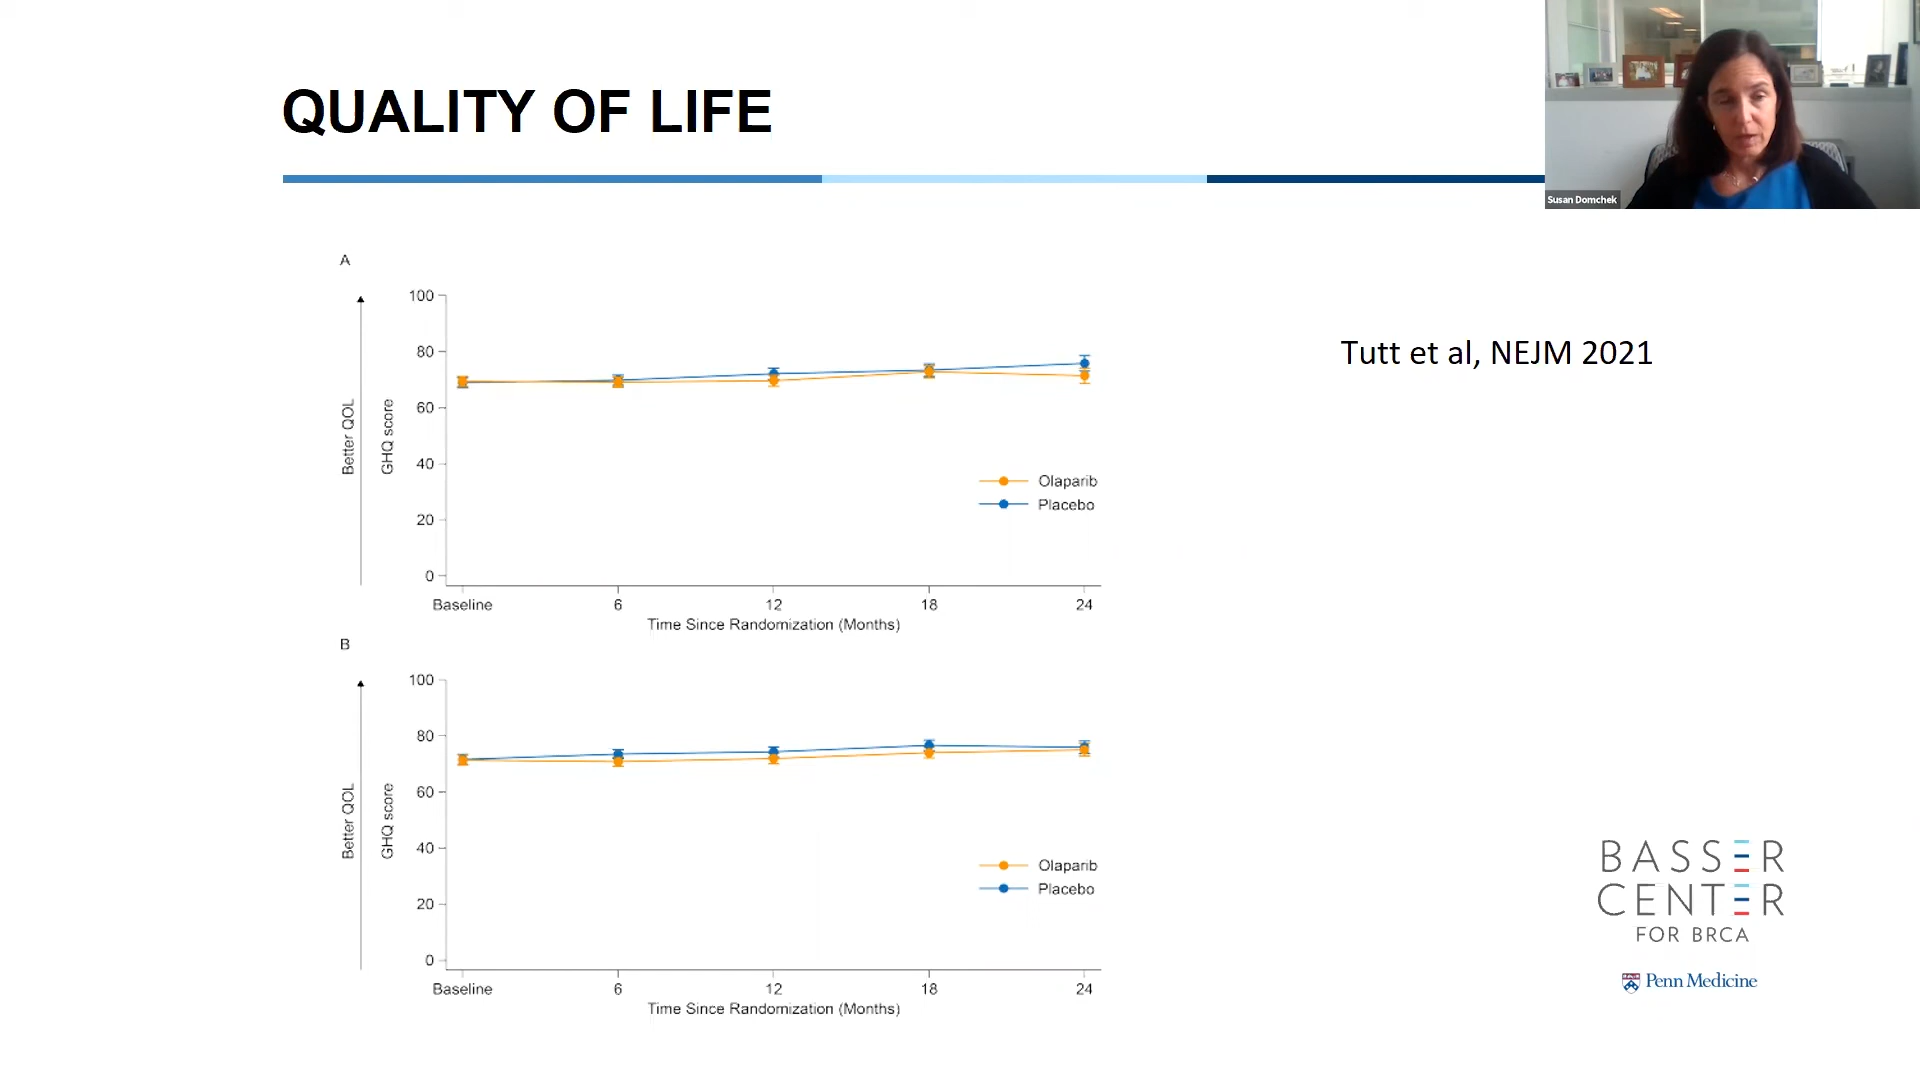 QUALITY OF LIFE
Susan Domchek
Tutt et al, NEJM 2021
A
Better QOL
GHQ score
100
80
60
40
20
0
Olaparib
Placebo
Baseline 6 12 18 24
Time Since Randomization (Months)
B
Better QOL
GHQ score
100
80
60
40
20
0
Olaparib
Placebo
Baseline 6 12 18 24
Time Since Randomization (Months)
BASSER
CENTER
FOR BRCA
Penn Medicine